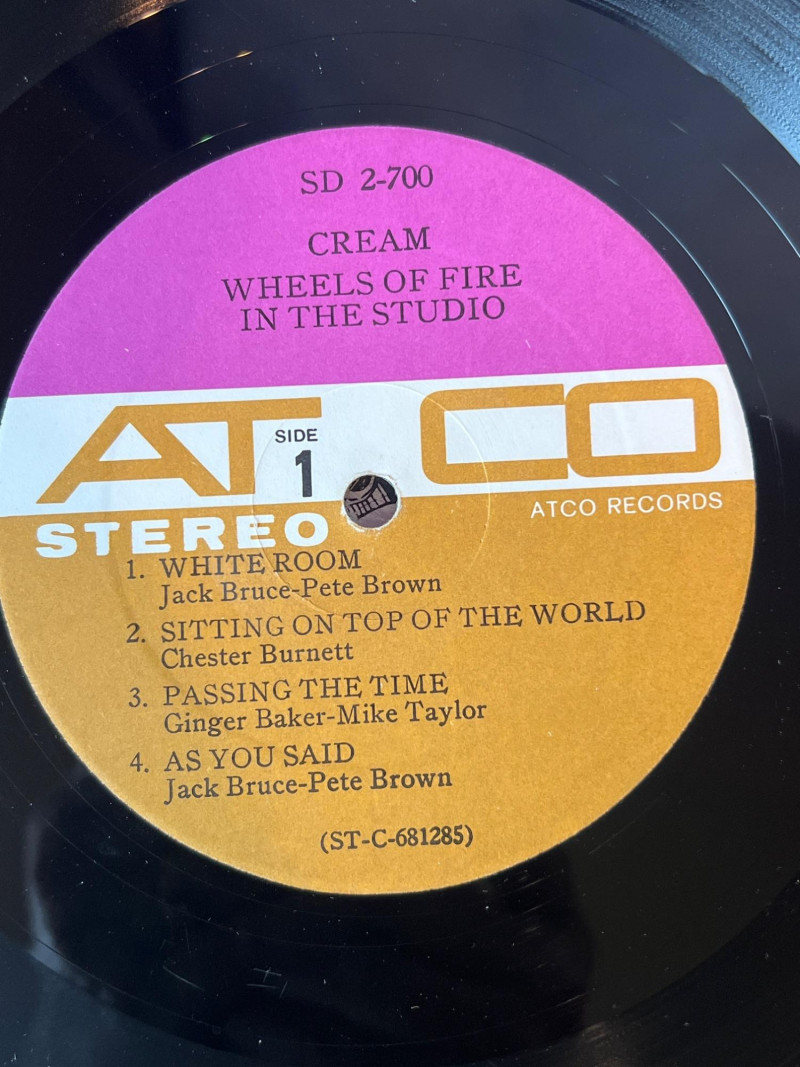 SD 2-700
CREAM
WHEELS OF FIRE
IN THE STUDIO
ATCO
SIDE
1
ATCO RECORDS
STEREO
1. WHITE ROOM
Jack Bruce-Pete Brown
2. SITTING ON TOP OF THE WORLD
Chester Burnett
3. PASSING THE TIME
Ginger Baker-Mike Taylor
4. AS YOU SAID
Jack Bruce-Pete Brown
(ST-C-681285)